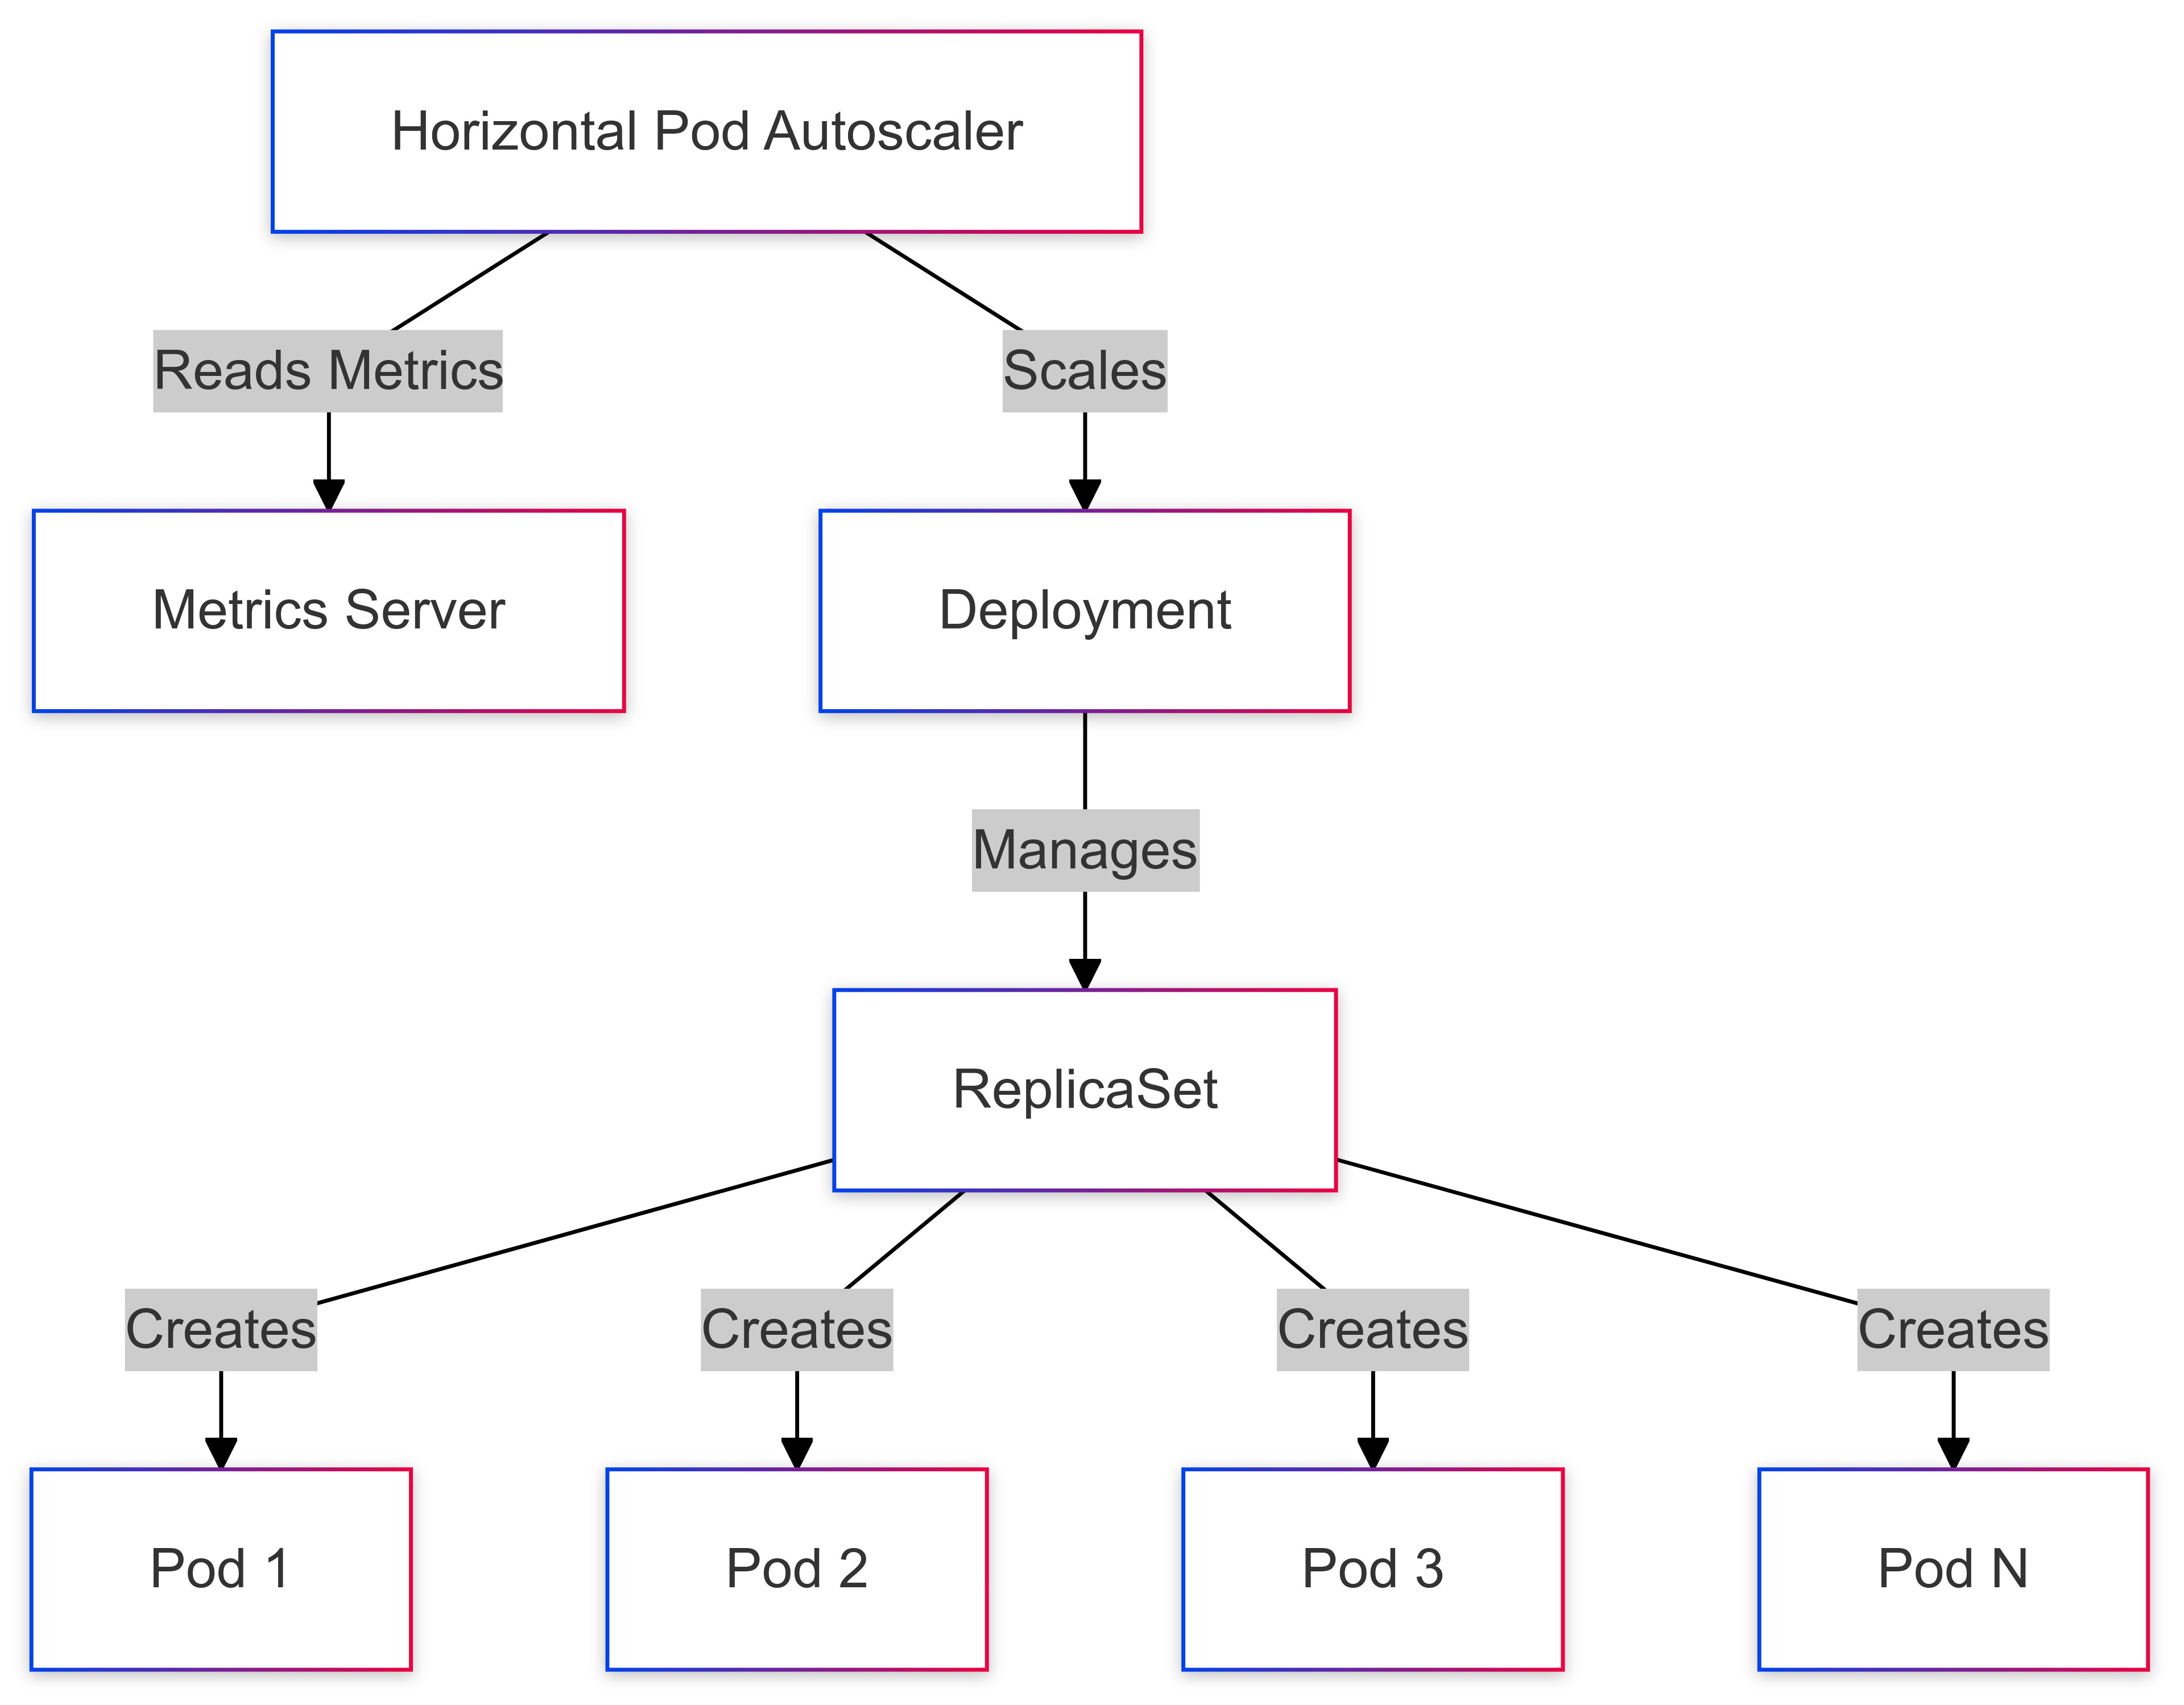 Horizontal Pod Autoscaler
Reads Metrics
Scales
Metrics Server
Deployment
Manages
ReplicaSet
Creates
Creates
Creates
Creates
Pod 1
Pod 2
Pod 3
Pod N